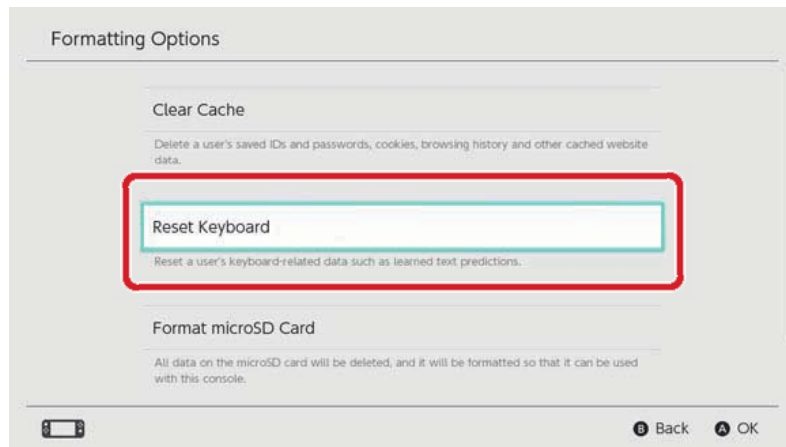 Formatting Options
Clear Cache
Delete a user's saved IDs and passwords, cookies, browsing history and other cached website
data.
Reset Keyboard
Reset a user's keyboard-related data such as learned text predictions.
Format microSD Card
All data on the microSD card will be deleted, and it will be formatted so that it can be used
with this console.
B Back A OK